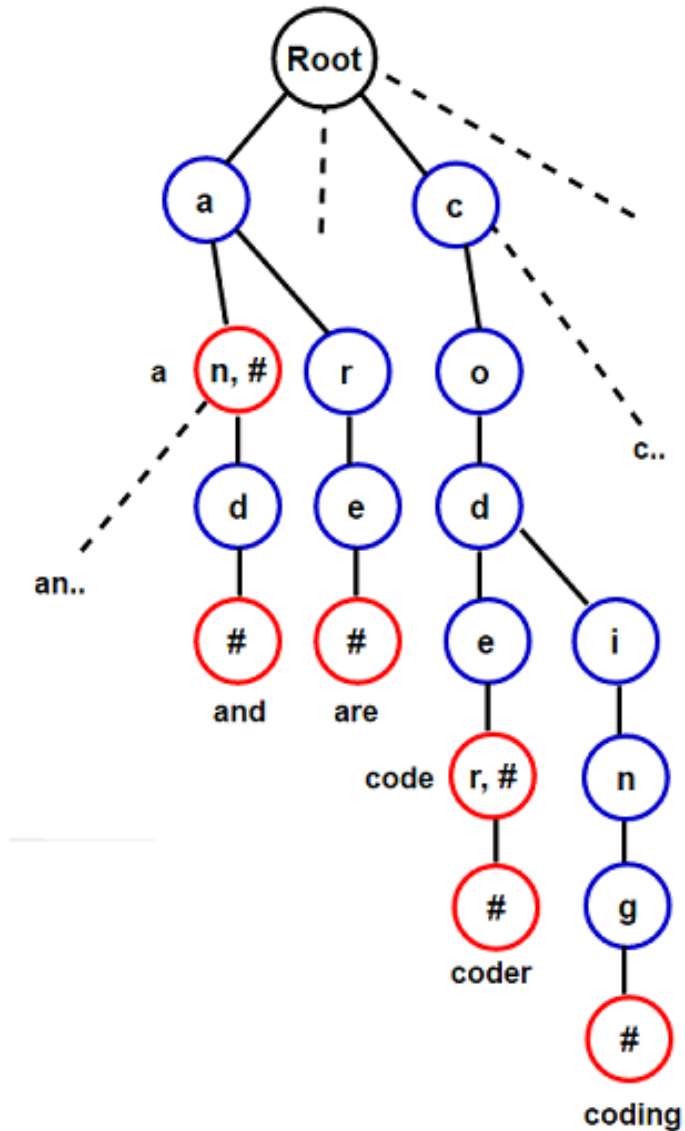 Root
a
c
a
n, #
r
o
c..
d
e
d
an..
#
#
e
i
and
are
code
r, #
n
#
g
coder
#
coding